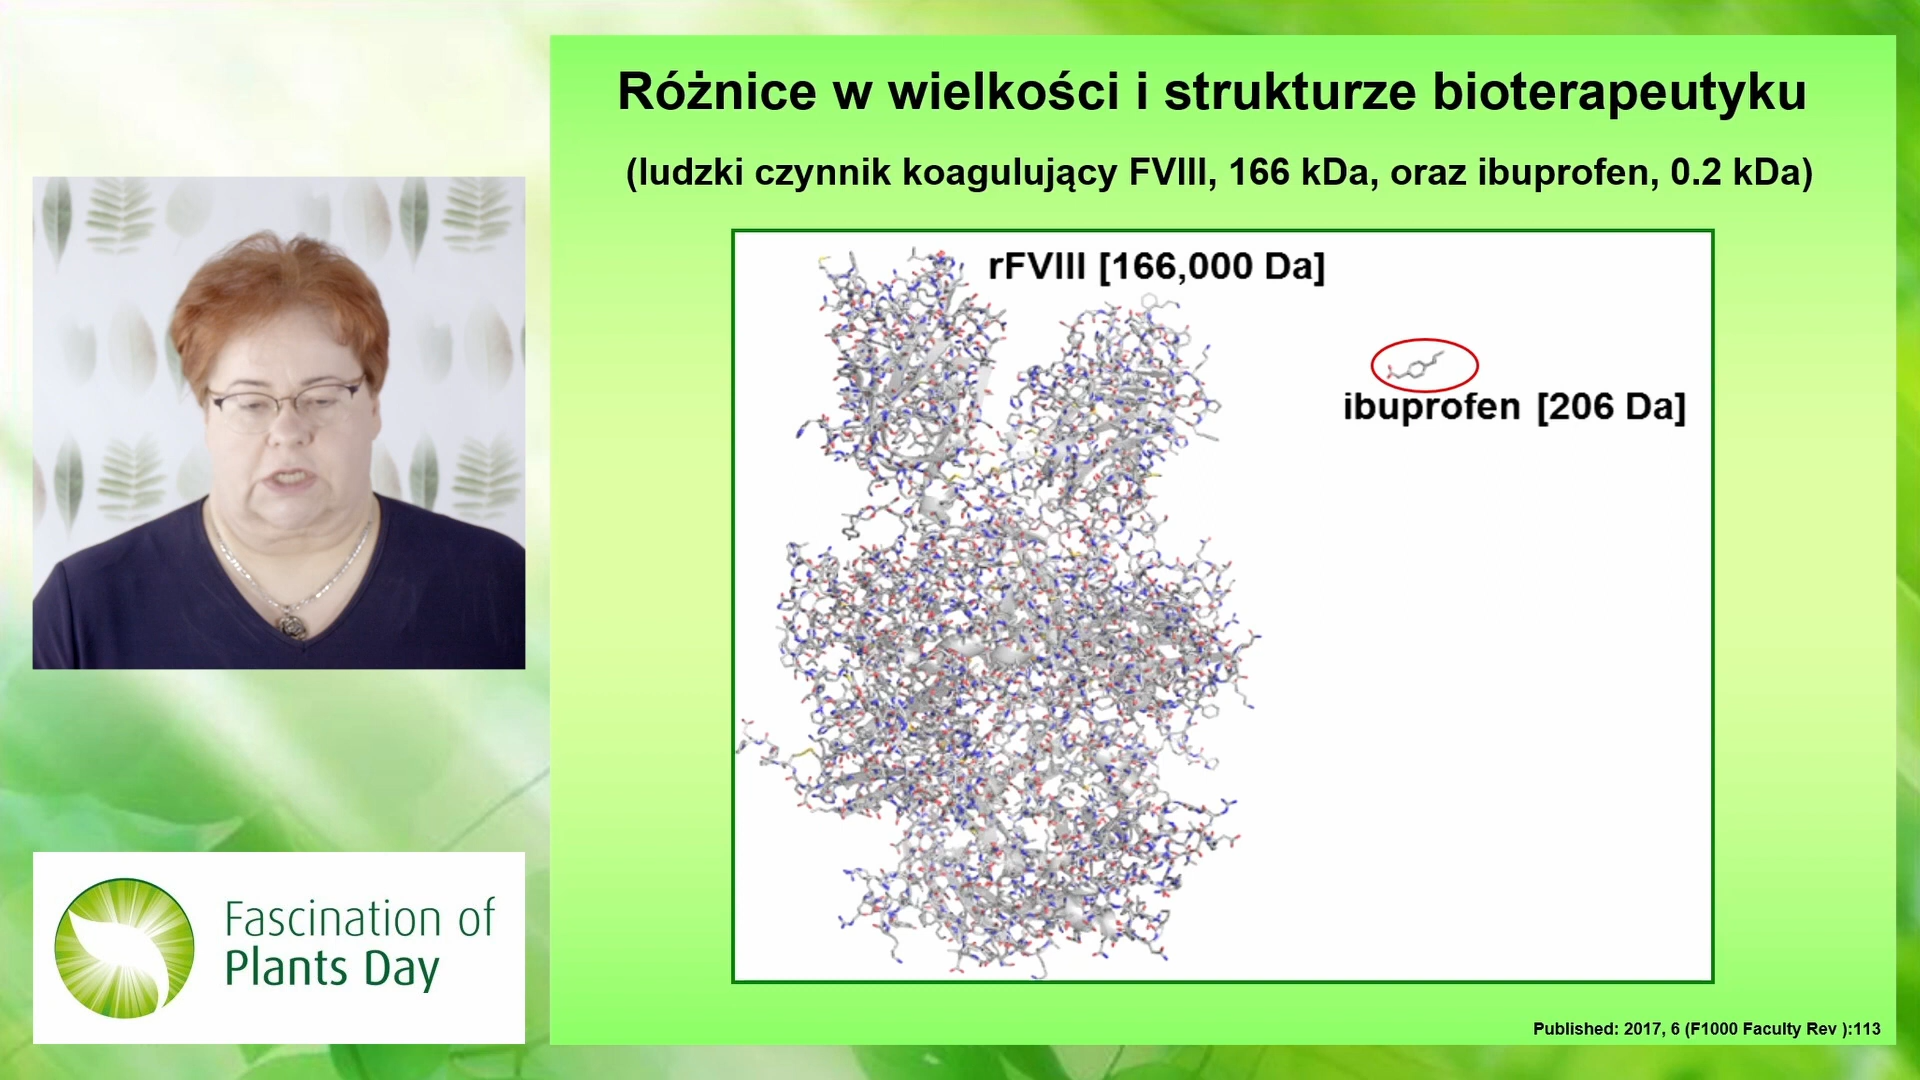 Różnice w wielkości i strukturze bioterapeutyku
(ludzki czynnik koagulujący FVIII, 166 kDa, oraz ibuprofen, 0.2 kDa)
rFVIII [166,000 Da]
ibuprofen [206 Da]
Fascination of
Plants Day
Published: 2017, 6 (F1000 Faculty Rev ):113